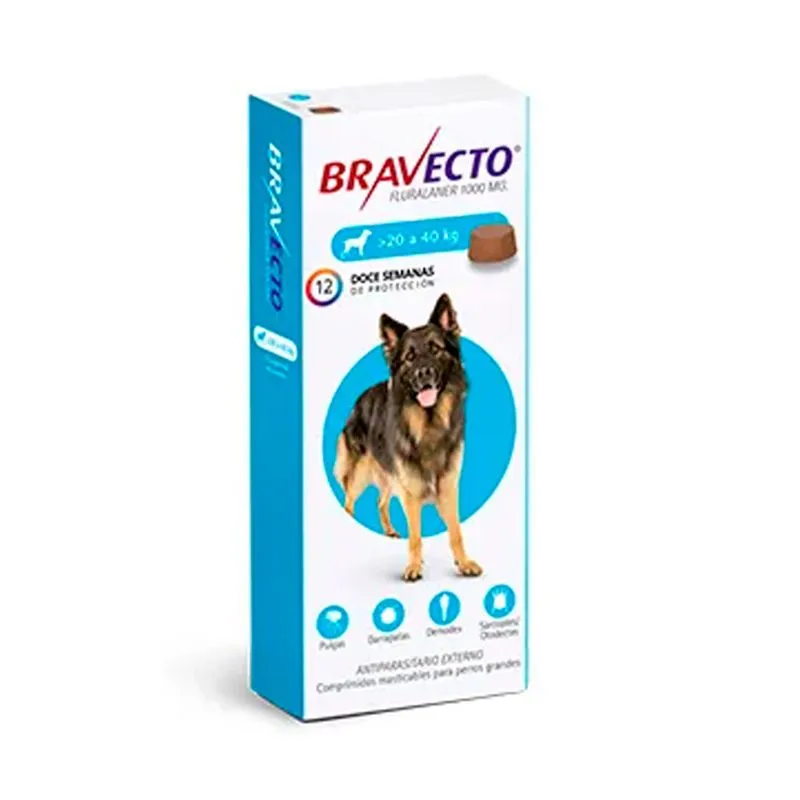 BRAVECTO®
FLURALANER 1000 MG.
>20 a 40 kg
12
DOCE SEMANAS
DE PROTECCIÓN
Pulgas
Garrapatas
Demodex
Sarcoptes/
Otodectes
ANTIPARASITARIO EXTERNO
Comprimidos masticables para perros grandes
BRAVECTO